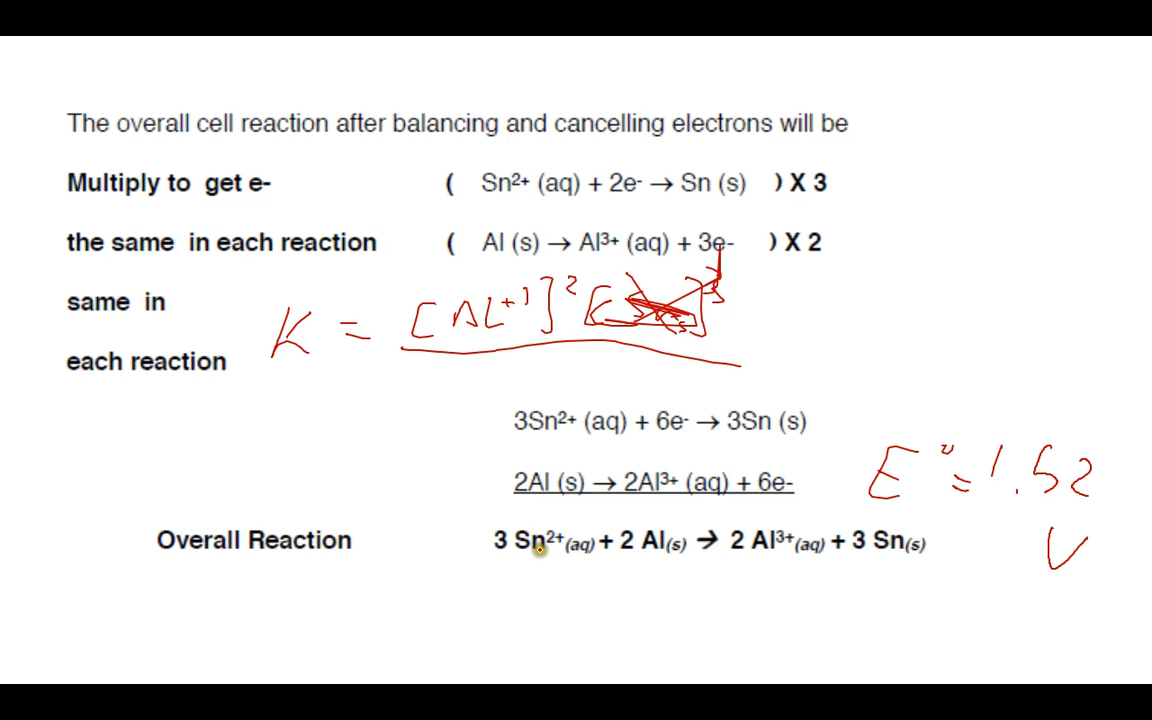 The overall cell reaction after balancing and cancelling electrons will be
Multiply to get e- ( Sn2+ (aq) + 2e- → Sn (s) ) X 3
the same in each reaction ( Al (s) → Al3+ (aq) + 3e- ) X 2
same in
K = [AL+3]2
each reaction
3Sn2+ (aq) + 6e- → 3Sn (s)
2Al (s) → 2Al3+ (aq) + 6e-
E° = 1.52
V
Overall Reaction 3 Sn2+(aq) + 2 Al(s) → 2 Al3+(aq) + 3 Sn(s)